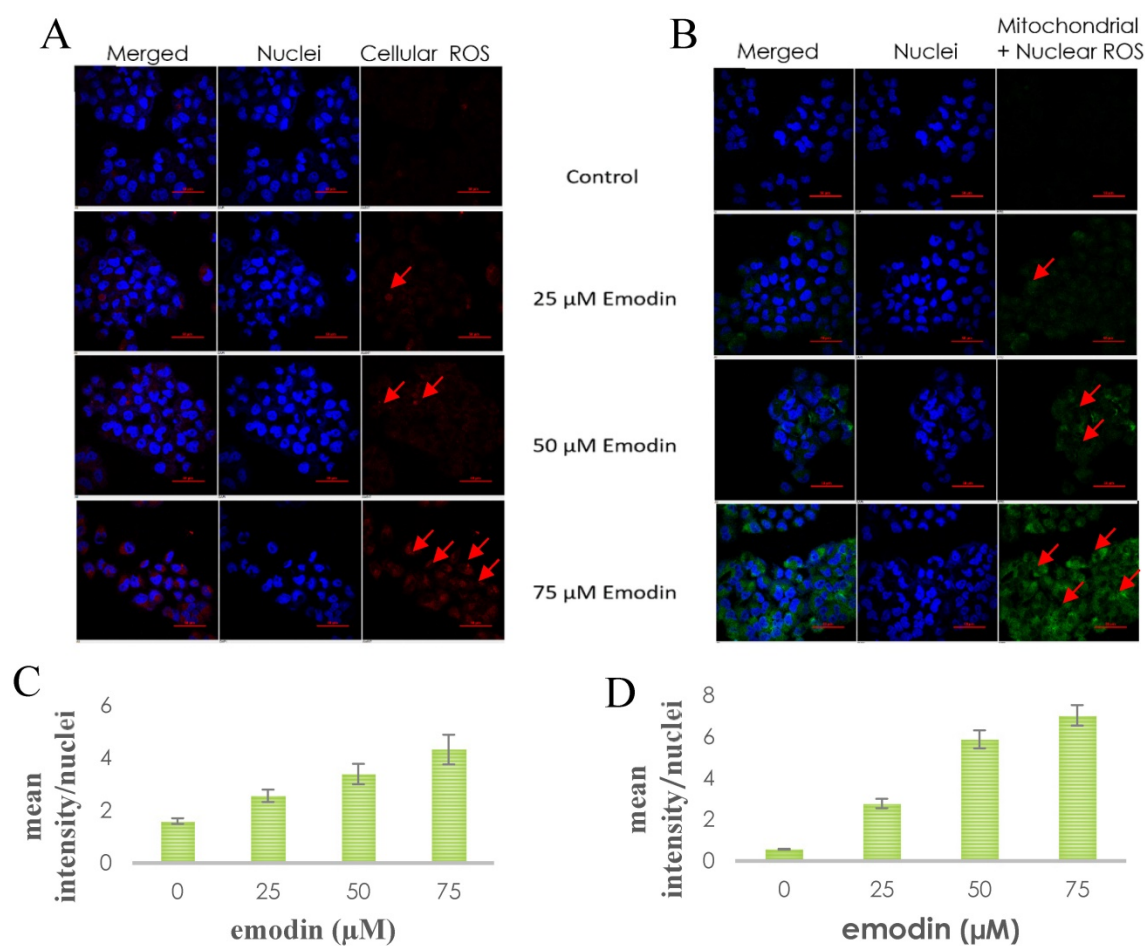 A
Merged Nuclei Cellular ROS
B
Merged Nuclei Mitochondrial + Nuclear ROS
Control
25 µM Emodin
50 µM Emodin
75 µM Emodin
C
mean intensity/nuclei
6
4
2
0
0 25 50 75
emodin (µM)
D
mean intensity/nuclei
8
6
4
2
0
0 25 50 75
emodin (µM)